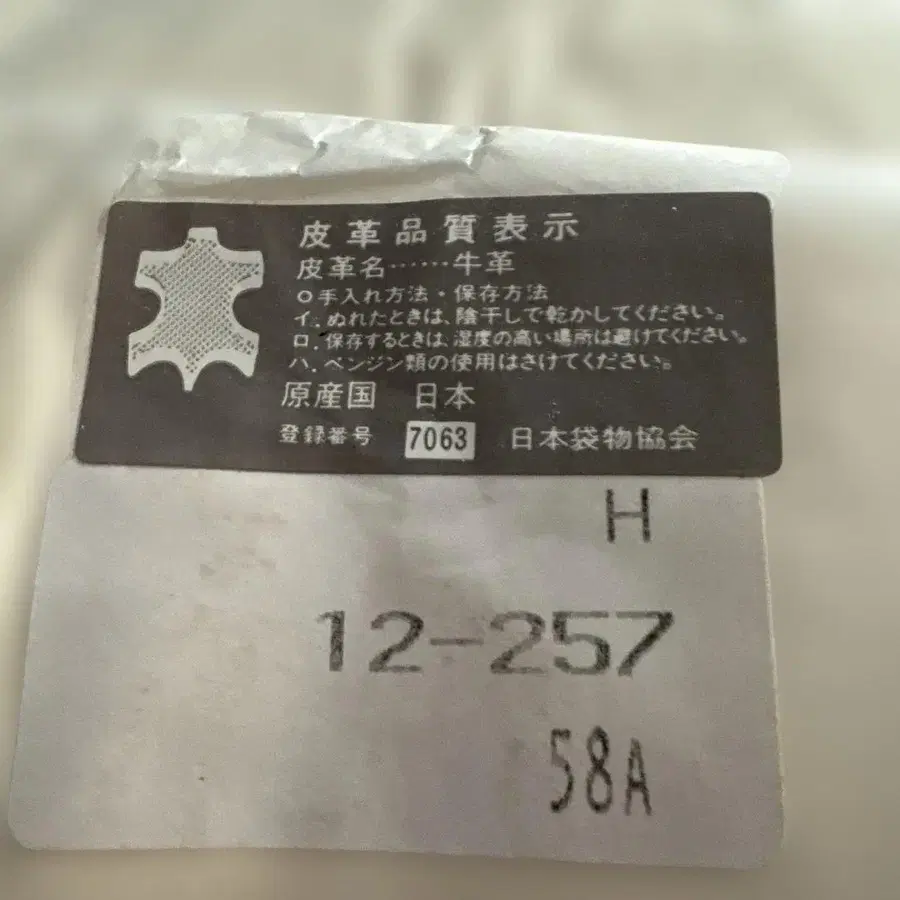 皮革品質表示
皮革名……牛革
○手入れ方法・保存方法
イ.ぬれたときは、陰干しで乾かしてください。
ロ.保存するときは、湿度の高い場所は避けてください。
ハ.ベンジン類の使用はさけてください。
原産国 日本
登録番号 7063 日本袋物協会
H
12-257
58A